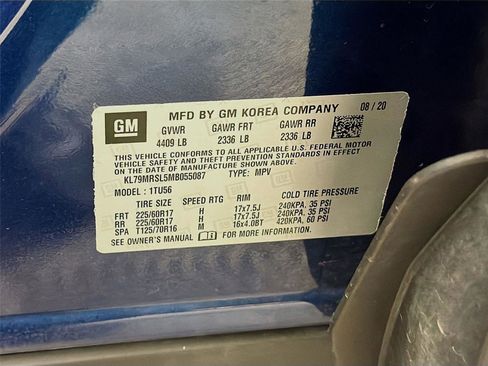 MFD BY GM KOREA COMPANY 08 / 20
GM
GVWR GAWR FRT GAWR RR
4409 LB 2336 LB 2336 LB
THIS VEHICLE CONFORMS TO ALL APPLICABLE U.S. FEDERAL MOTOR
VEHICLE SAFETY, BUMPER, AND THEFT PREVENTION STANDARDS IN
EFFECT ON THE DATE OF MANUFACTURE SHOWN ABOVE.
KL79MRSL5MB055087 TYPE: MPV
MODEL: 1TU56
TIRE SIZE SPEED RTG RIM COLD TIRE PRESSURE
FRT 225/60R17 H 17x7.5J 240KPA, 35 PSI
RR 225/60R17 H 17x7.5J 240KPA, 35 PSI
SPA T125/70R16 M 16x4.0BT 420KPA, 60 PSI
SEE OWNER'S MANUAL FOR MORE INFORMATION.